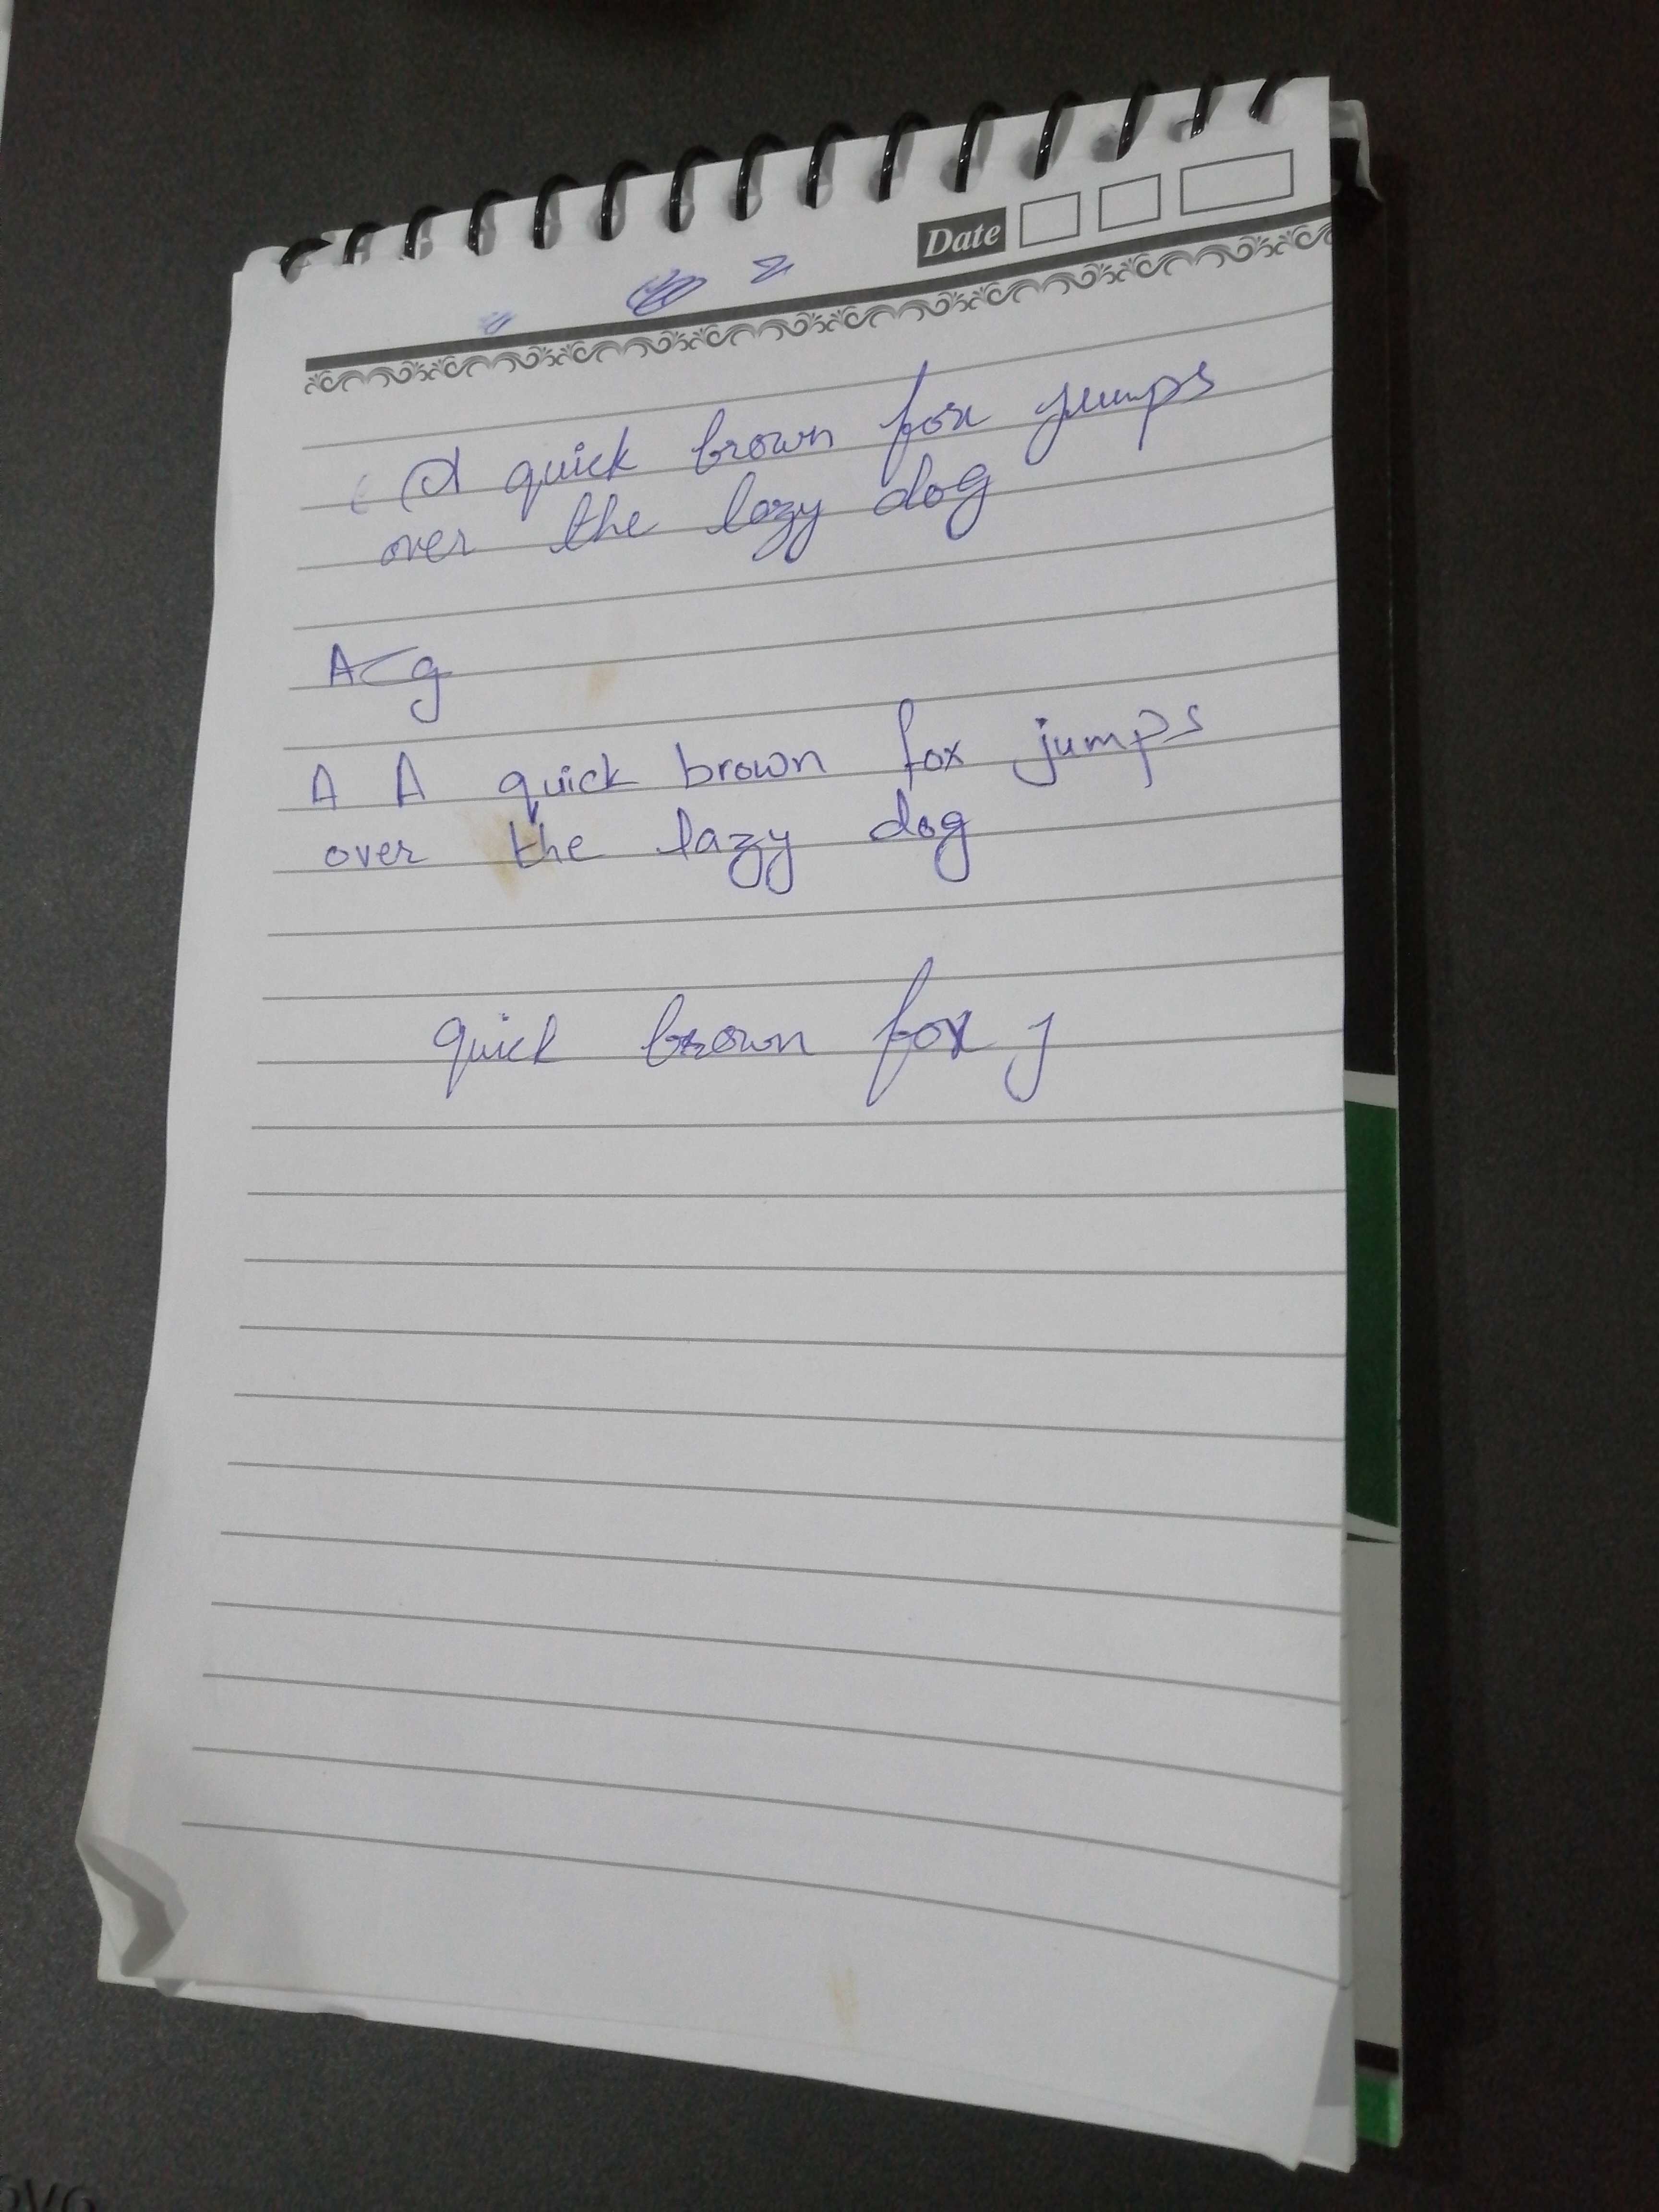 Date
A quick brown fox jumps
over the lazy dog
A g
A A quick brown fox jumps
over the lazy dog
quick brown fox j